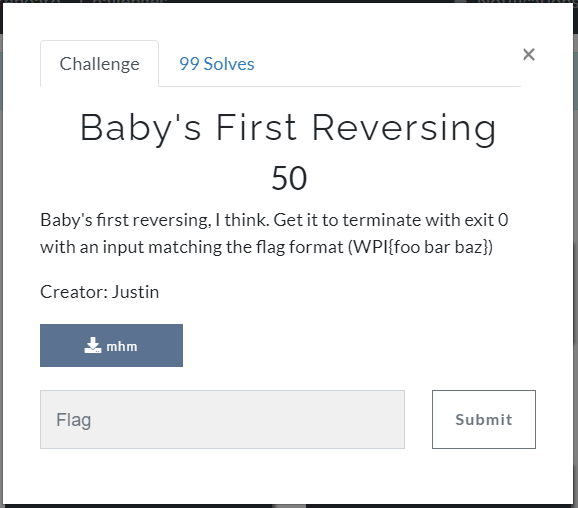 Challenge
99 Solves
×
Baby's First Reversing
50
Baby's first reversing, I think. Get it to terminate with exit 0
with an input matching the flag format (WPI{foo bar baz})
Creator: Justin
mhm
Flag
Submit